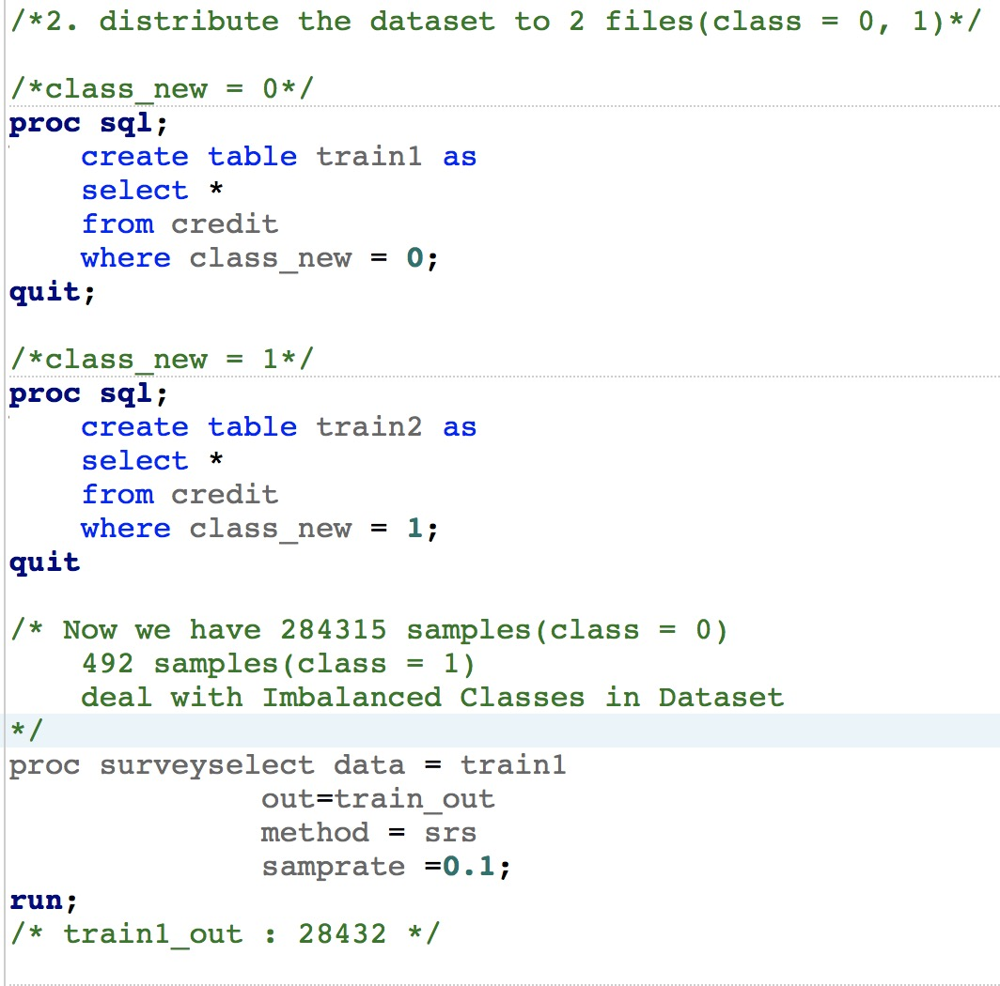 /*2. distribute the dataset to 2 files(class = 0, 1)*/
/*class_new = 0*/
proc sql;
create table train1 as
select *
from credit
where class_new = 0;
quit;
/*class_new = 1*/
proc sql;
create table train2 as
select *
from credit
where class_new = 1;
quit
/* Now we have 284315 samples(class = 0)
492 samples(class = 1)
deal with Imbalanced Classes in Dataset
*/
proc surveyselect data = train1
out=train_out
method = srs
samprate =0.1;
run;
/* train1_out : 28432 */